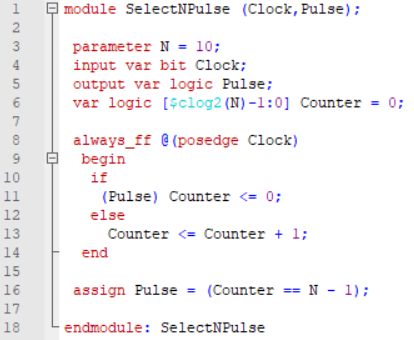 1 module SelectNPulse (Clock,Pulse);
2
3 parameter N = 10;
4 input var bit Clock;
5 output var logic Pulse;
6 var logic [$clog2(N)-1:0] Counter = 0;
7
8 always_ff @(posedge Clock)
9 begin
10 if
11 (Pulse) Counter <= 0;
12 else
13 Counter <= Counter + 1;
14 end
15
16 assign Pulse = (Counter == N - 1);
17
18 endmodule: SelectNPulse